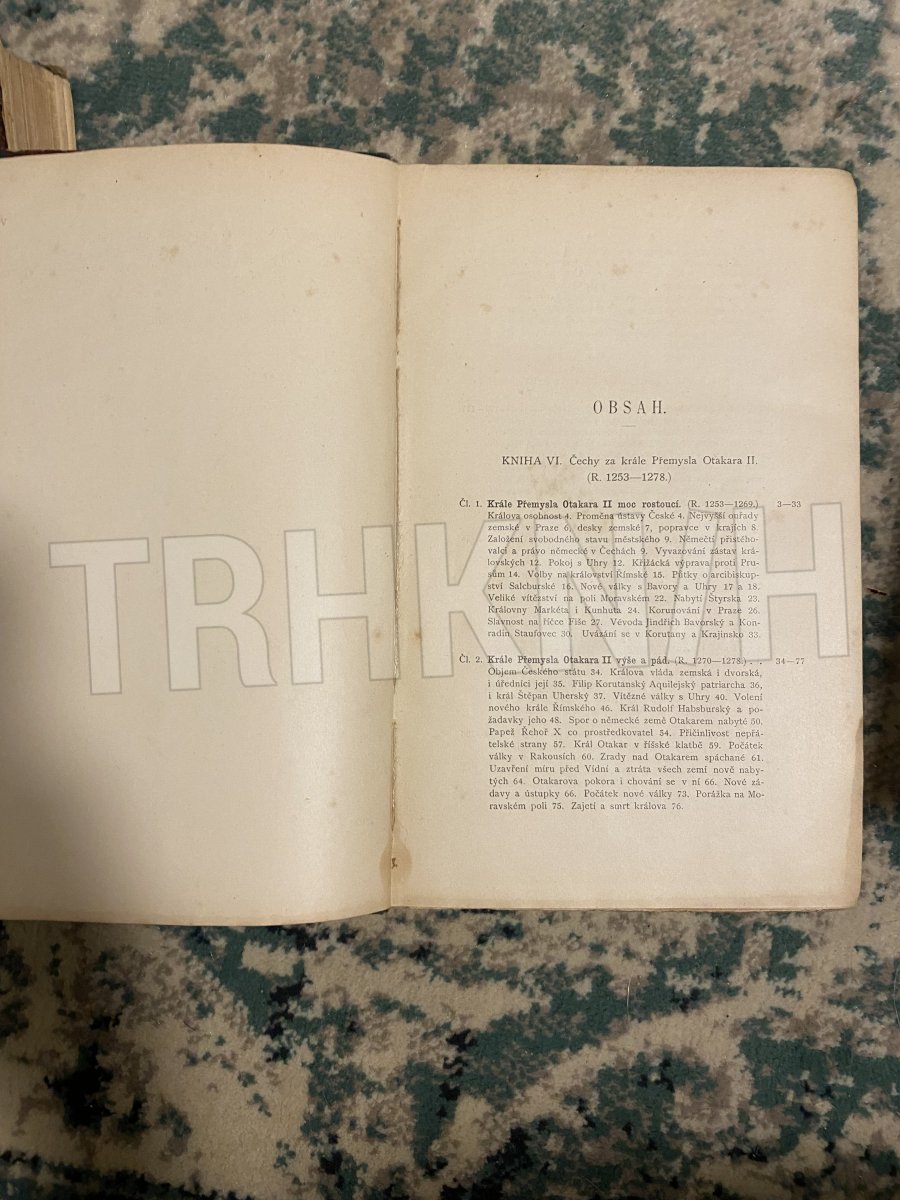 OBSAH.
KNIHA VI. Čechy za krále Přemysla Otakara II.
(R. 1253—1278.)
Čl. 1. Krále Přemysla Otakara II moc rostoucí. (R. 1253—1269.) 3—33
Králova osobnost 4. Proměna ústavy České 4. Nejvyšší ouřady
zemské v Praze 6, desky zemské 7, popravce v krajích 8.
Založení svobodného stavu městského 9. Němečtí přistěho-
valci a právo německé v Čechách 9. Vyvazování zástav krá-
lovských 12. Pokoj s Uhry 12. Křižácká výprava proti Pru-
sům 14. Volby na království Římské 15. Půtky o arcibiskup-
ství Salcburské 16. Nové války s Bavory a Uhry 17 a 18.
Veliké vítězství na poli Moravském 22. Nabytí Štyrska 23.
Královny Markéta i Kunhuta 24. Korunování v Praze 26.
Slavnost na říčce Fiše 27. Vévoda Jindřich Bavorský a Kon-
radin Staufovec 30. Uvázání se v Korutany a Krajinsko 33.
Čl. 2. Krále Přemysla Otakara II výše a pád. (R. 1270—1278.) . . 34—77
Objem Českého státu 34. Králova vláda zemská i dvorská,
i úředníci její 35. Filip Korutanský Aquilejský patriarcha 36,
i král Štěpan Uherský 37. Vítězné války s Uhry 40. Volení
nového krále Římského 46. Král Rudolf Habsburský a po-
žadavky jeho 48. Spor o německé země Otakarem nabyté 50.
Papež Řehoř X co prostředkovatel 54. Příčinlivost nepřá-
telské strany 57. Král Otakar v říšské klatbě 59. Počátek
války v Rakousích 60. Zrady nad Otakarem spáchané 61.
Uzavření míru před Vídní a ztráta všech zemí nově naby-
tých 64. Otakarova pokora i chování se v ní 66. Nové zá-
davy a ústupky 66. Počátek nové války 73. Porážka na Mo-
ravském poli 75. Zajetí a smrt králova 76.